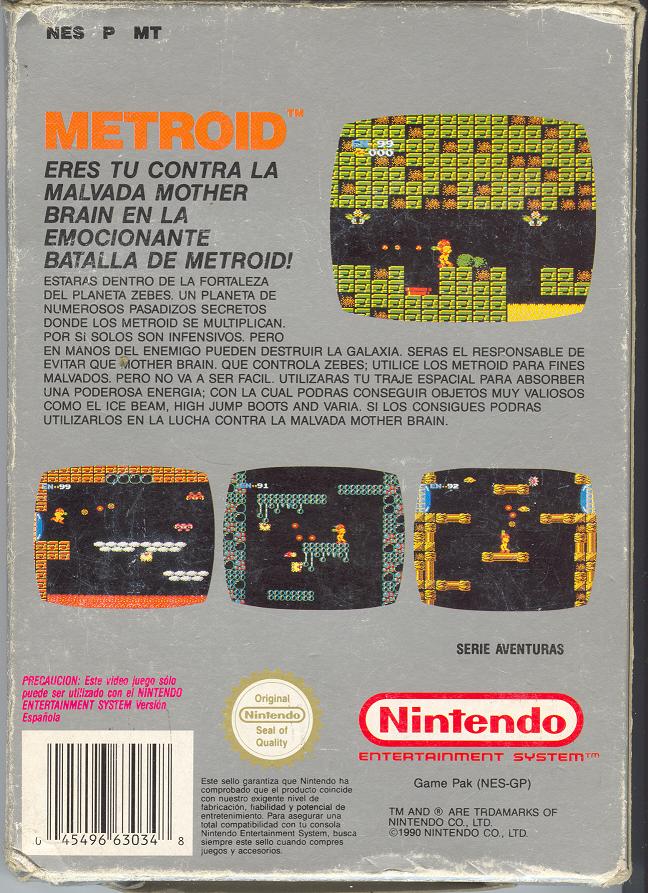 NES P MT
METROID™
ERES TU CONTRA LA
MALVADA MOTHER
BRAIN EN LA
EMOCIONANTE
BATALLA DE METROID!
ESTARAS DENTRO DE LA FORTALEZA
DEL PLANETA ZEBES. UN PLANETA DE
NUMEROSOS PASADIZOS SECRETOS
DONDE LOS METROID SE MULTIPLICAN.
POR SI SOLOS SON INFENSIVOS. PERO
EN MANOS DEL ENEMIGO PUEDEN DESTRUIR LA GALAXIA. SERAS EL RESPONSABLE DE
EVITAR QUE MOTHER BRAIN. QUE CONTROLA ZEBES; UTILICE LOS METROID PARA FINES
MALVADOS. PERO NO VA A SER FACIL. UTILIZARAS TU TRAJE ESPACIAL PARA ABSORBER
UNA PODEROSA ENERGIA; CON LA CUAL PODRAS CONSEGUIR OBJETOS MUY VALIOSOS
COMO EL ICE BEAM, HIGH JUMP BOOTS AND VARIA. SI LOS CONSIGUES PODRAS
UTILIZARLOS EN LA LUCHA CONTRA LA MALVADA MOTHER BRAIN.
EN..99
000
EN..99
EN..91
EN..92
SERIE AVENTURAS
PRECAUCION: Este video juego sólo
puede ser utilizado con el NINTENDO
ENTERTAINMENT SYSTEM Versión
Española
0 45496 63034 8
Original
Nintendo
Seal of
Quality
Este sello garantiza que Nintendo ha
comprobado que el producto coincide
con nuestro exigente nivel de
fabricación, fiabilidad y potencial de
entretenimiento. Para asegurar una
total compatibilidad con tu consola
Nintendo Entertainment System, busca
siempre este sello cuando compres
juegos y accesorios.
Nintendo®
ENTERTAINMENT SYSTEM™
Game Pak (NES-GP)
TM AND ® ARE TRDAMARKS OF
NINTENDO CO., LTD.
©1990 NINTENDO CO., LTD.